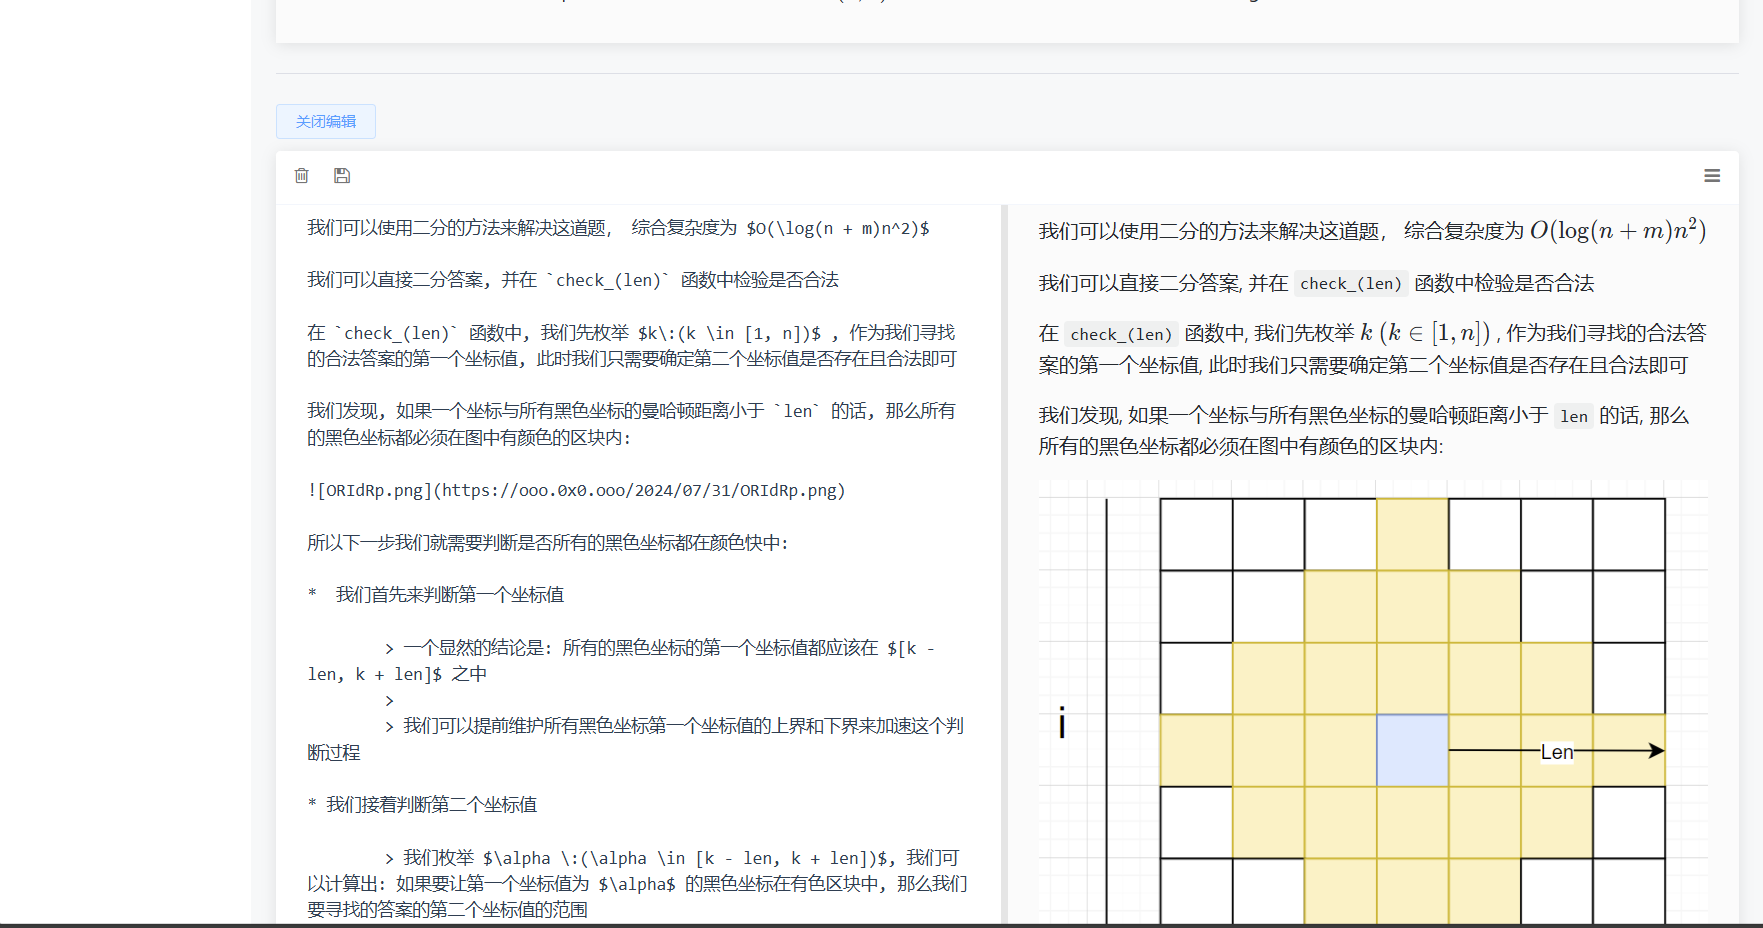 关闭编辑
我们可以使用二分的方法来解决这道题， 综合复杂度为 $O(\log(n + m)n^2)$
我们可以直接二分答案, 并在 `check_(len)` 函数中检验是否合法
在 `check_(len)` 函数中, 我们先枚举 $k\:(k \in [1, n])$ , 作为我们寻找
的合法答案的第一个坐标值, 此时我们只需要确定第二个坐标值是否存在且合法即可
我们发现, 如果一个坐标与所有黑色坐标的曼哈顿距离小于 `len` 的话, 那么所有
的黑色坐标都必须在图中有颜色的区块内:
![ORIdRp.png](https://ooo.0x0.ooo/2024/07/31/ORIdRp.png)
所以下一步我们就需要判断是否所有的黑色坐标都在颜色快中:
* 我们首先来判断第一个坐标值
> 一个显然的结论是: 所有的黑色坐标的第一个坐标值都应该在 $[k -
len, k + len]$ 之中
>
> 我们可以提前维护所有黑色坐标第一个坐标值的上界和下界来加速这个判
断过程
* 我们接着判断第二个坐标值
> 我们枚举 $\alpha \:(\alpha \in [k - len, k + len])$, 我们可
以计算出: 如果要让第一个坐标值为 $\alpha$ 的黑色坐标在有色区块中, 那么我们
要寻找的答案的第二个坐标值的范围
我们可以使用二分的方法来解决这道题， 综合复杂度为 O(log(n + m)n²)
我们可以直接二分答案, 并在 check_(len) 函数中检验是否合法
在 check_(len) 函数中, 我们先枚举 k (k ∈ [1, n]) , 作为我们寻找的合法答
案的第一个坐标值, 此时我们只需要确定第二个坐标值是否存在且合法即可
我们发现, 如果一个坐标与所有黑色坐标的曼哈顿距离小于 len 的话, 那么
所有的黑色坐标都必须在图中有颜色的区块内:
i
Len